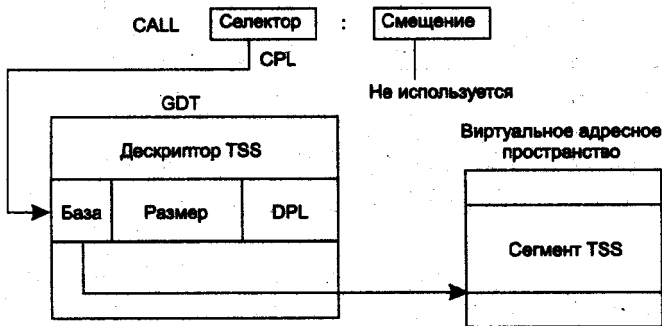 CALL Селектор : Смещение
CPL
Не используется
GDT
Дескриптор TSS
Виртуальное адресное
пространство
База Размер DPL
Сегмент TSS